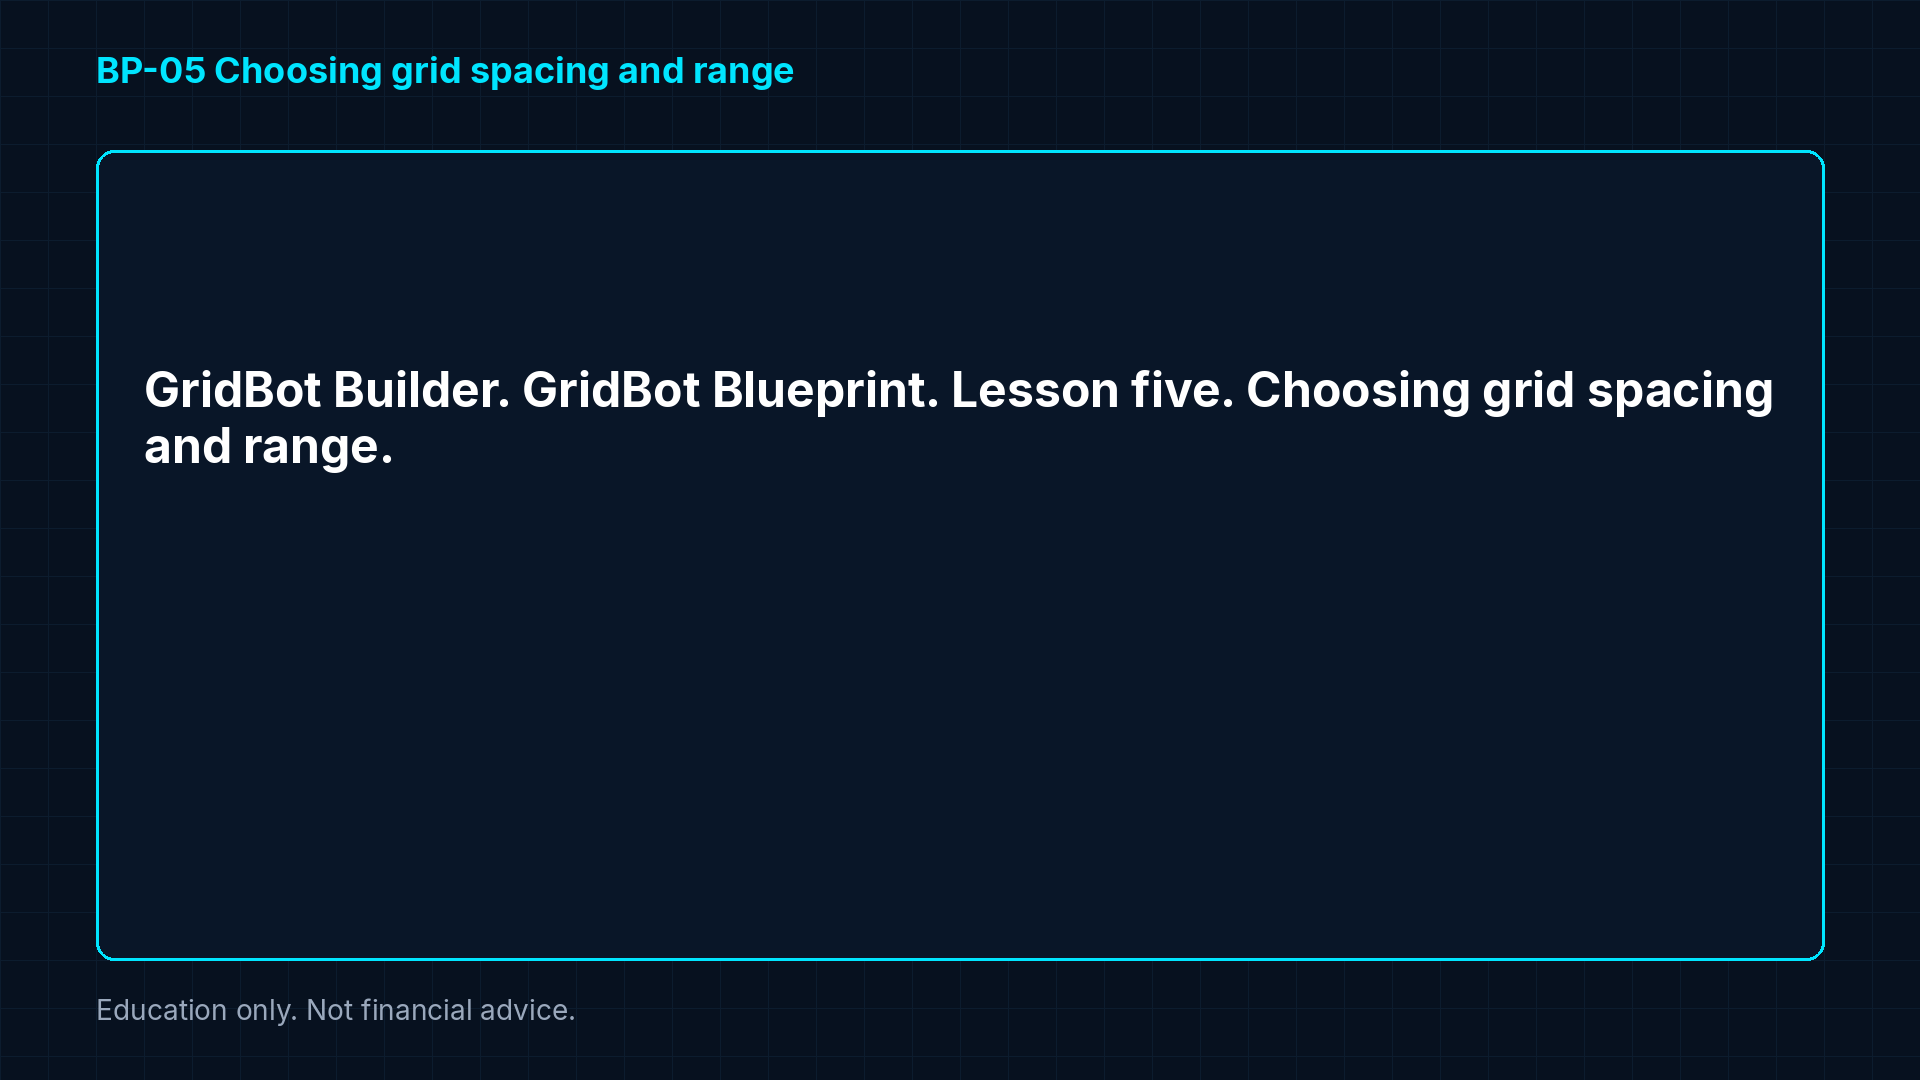 BP-05 Choosing grid spacing and range
GridBot Builder. GridBot Blueprint. Lesson five. Choosing grid spacing
and range.
Education only. Not financial advice.